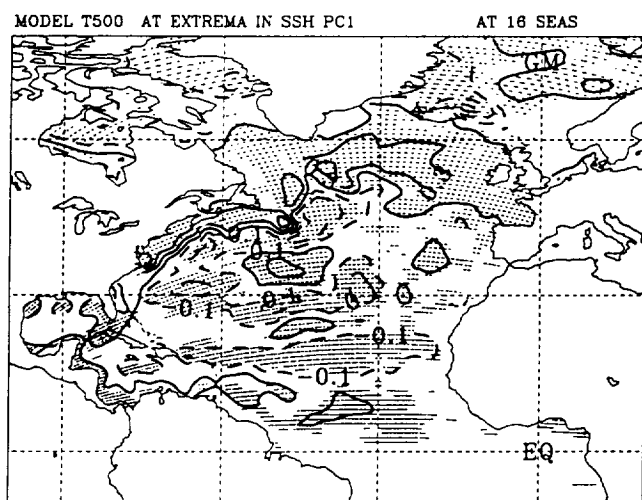 MODEL T500 AT EXTREMA IN SSH PC1 AT 16 SEAS
GM
0.1
0.1
-0.1
-0.1
-0.1
EQ